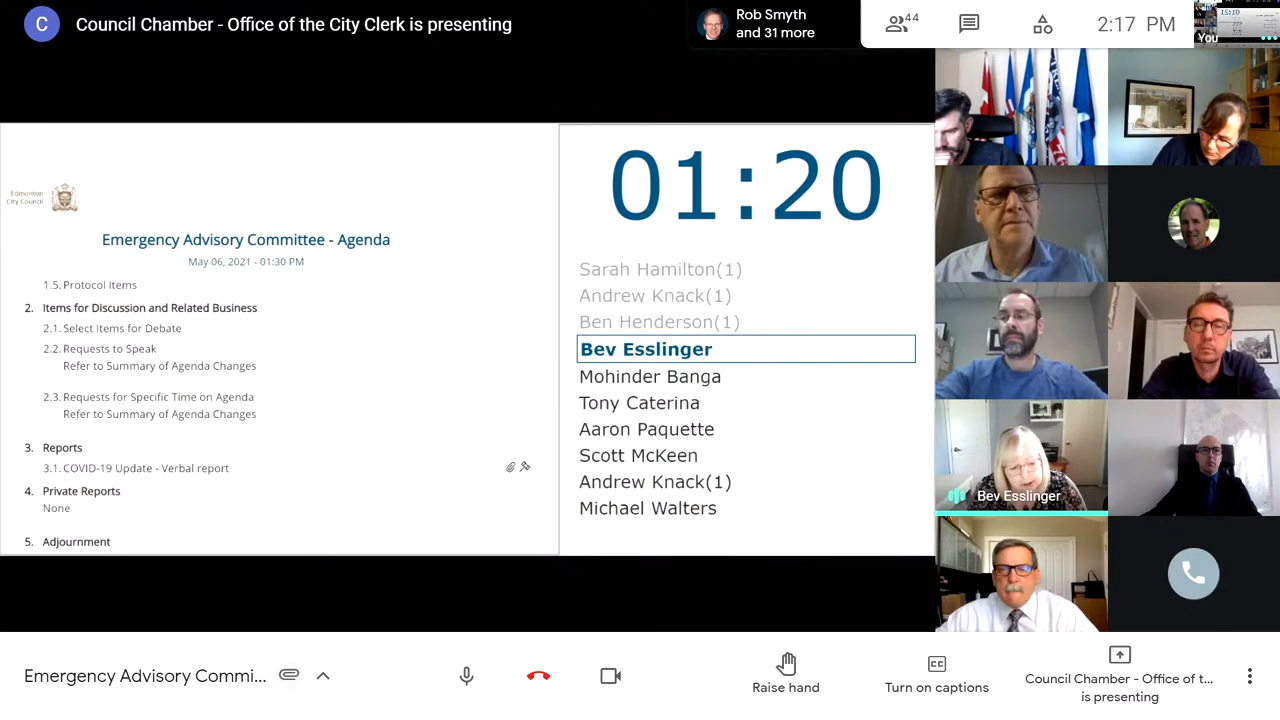 C
Council Chamber - Office of the City Clerk is presenting
Rob Smyth
and 31 more
44
2:17 PM
01:21
You
Edmonton
City Council
Emergency Advisory Committee - Agenda
May 06, 2021 - 01:30 PM
1.5. Protocol Items
2. Items for Discussion and Related Business
2.1. Select Items for Debate
2.2. Requests to Speak
Refer to Summary of Agenda Changes
2.3. Requests for Specific Time on Agenda
Refer to Summary of Agenda Changes
3. Reports
3.1. COVID-19 Update - Verbal report
4. Private Reports
None
5. Adjournment
01:20
Sarah Hamilton(1)
Andrew Knack(1)
Ben Henderson(1)
Bev Esslinger
Mohinder Banga
Tony Caterina
Aaron Paquette
Scott McKeen
Andrew Knack(1)
Michael Walters
Bev Esslinger
Emergency Advisory Commi...
Raise hand
Turn on captions
Council Chamber - Office of t...
is presenting